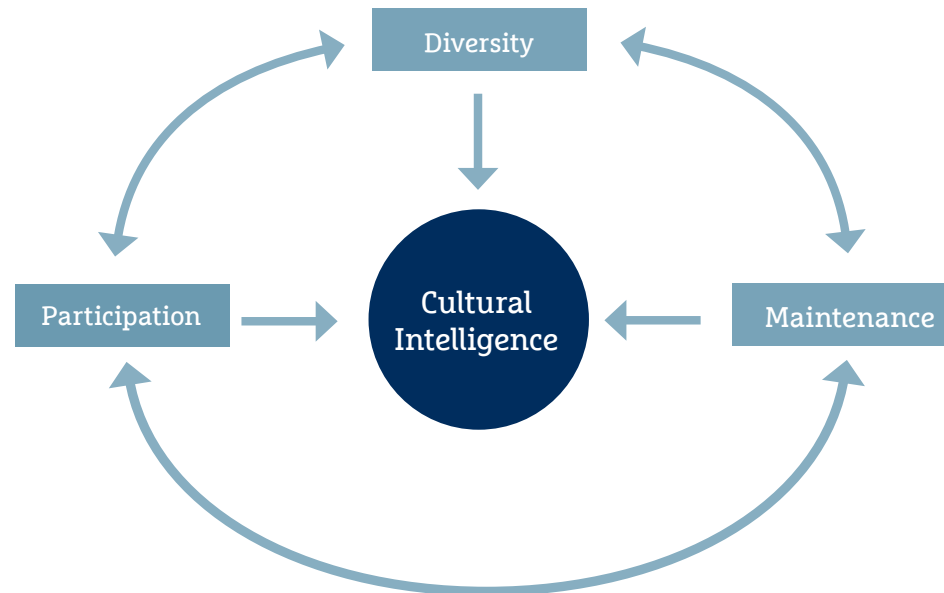 Diversity
Participation
Cultural
Intelligence
Maintenance